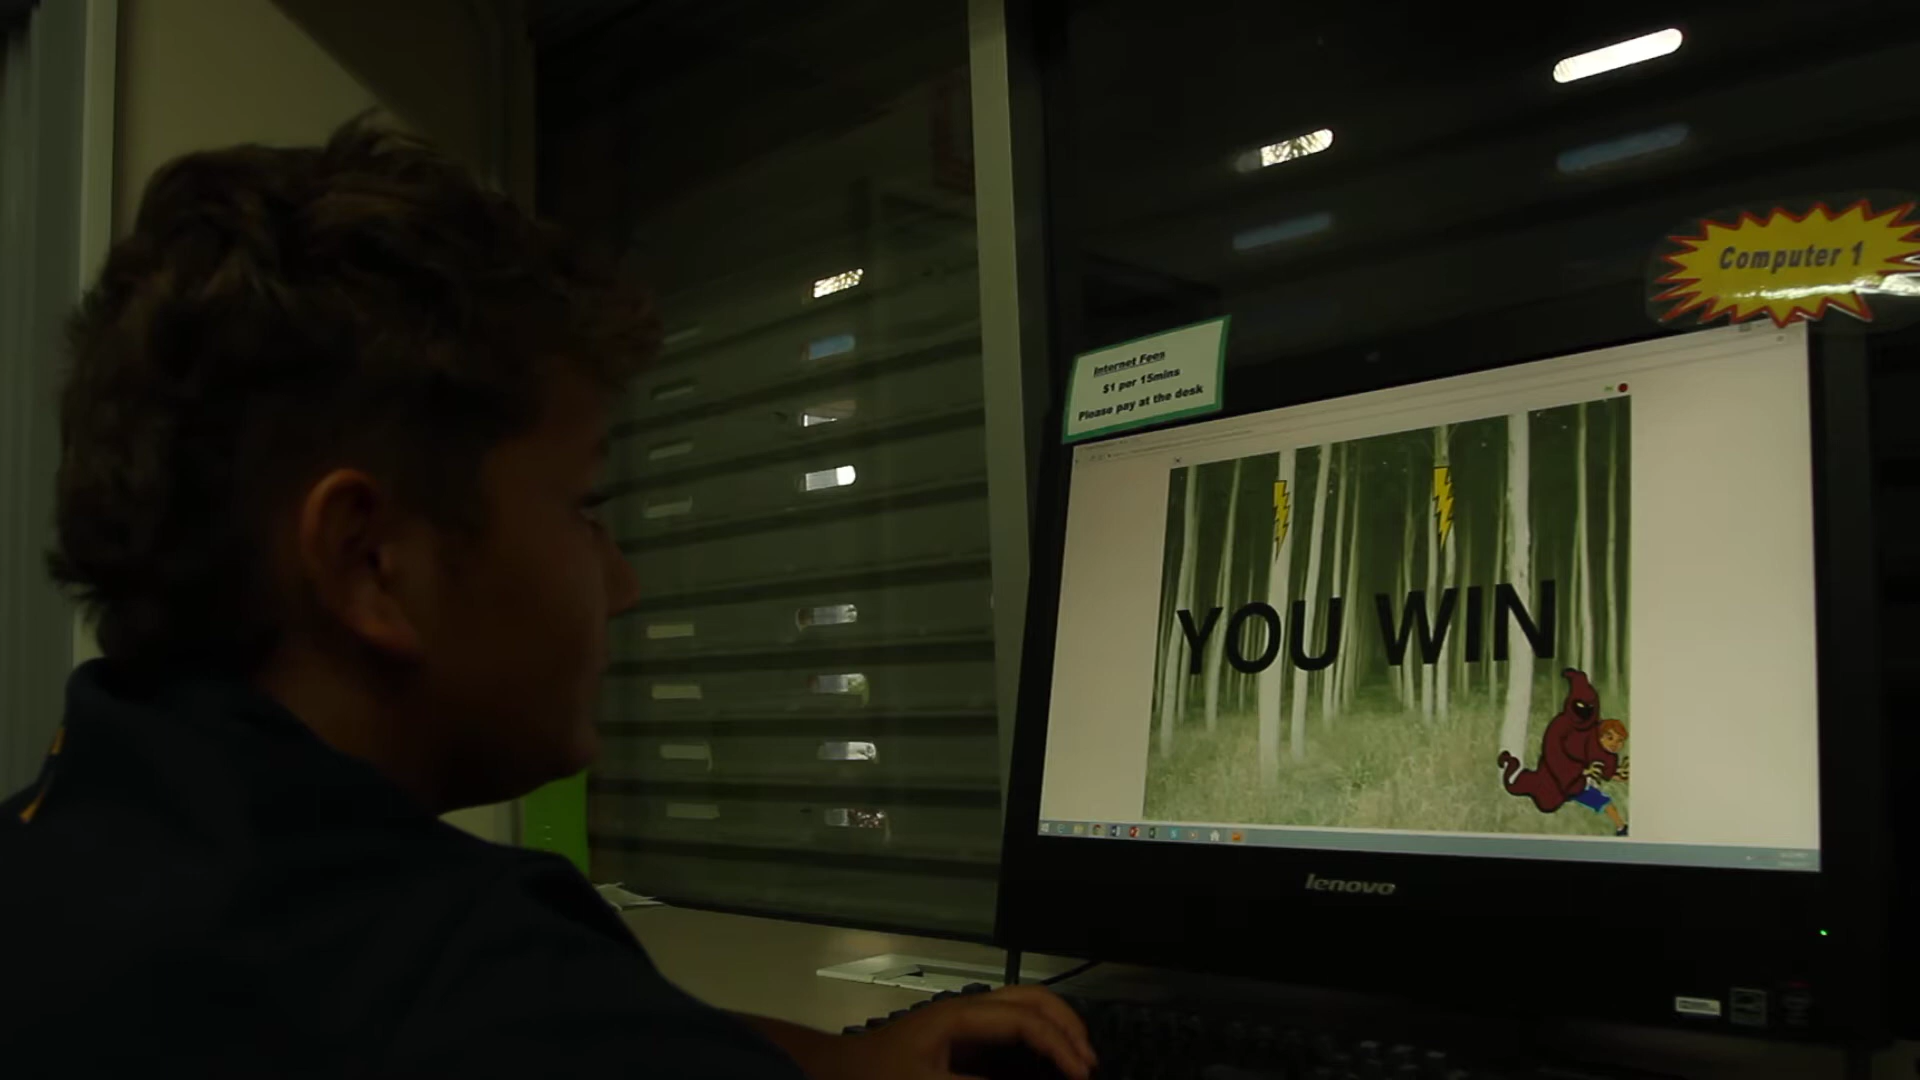 Computer 1
Internet Fees
$1 per 15mins
Please pay at the desk
YOU WIN
lenovo